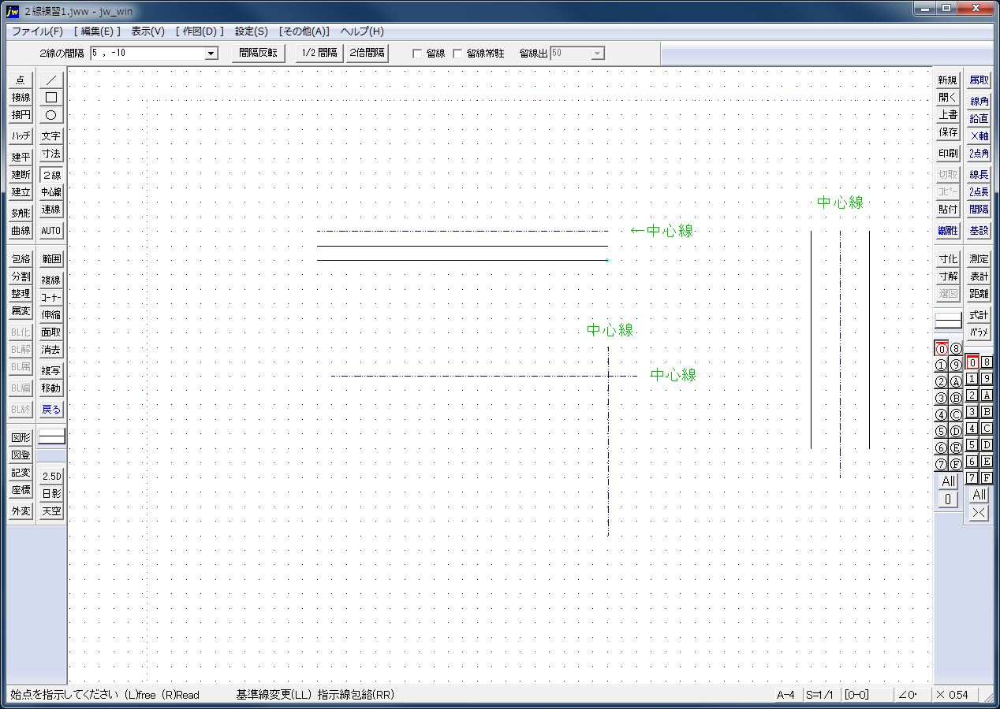 ２線練習1.jww - jw_win
ファイル(F) [ 編集(E) ] 表示(V) [ 作図(D) ] 設定(S) [その他(A)] ヘルプ(H)
2線の間隔 5 , -10 間隔反転 1/2 間隔 2倍間隔 留線 留線常駐 留線出 50
点 ／ 新規 属取
接線 □ 開く 線角
接円 ○ 上書 鉛直
ﾊｯﾁ 文字 保存 X軸
建平 寸法 印刷 2点角
建断 ２線 切取 線長
建立 中心線 ｺﾋﾟｰ 2点長
多角形 連線 貼付 間隔
曲線 AUTO 線属性 基設
中心線
←中心線
中心線
中心線
包絡 範囲 寸化 測定
分割 複線 寸解 表計
整理 ｺｰﾅｰ 選図 距離
属変 伸縮 式計
BL化 面取 ﾊﾟﾗﾒ
BL解 消去
BL属 複写
BL編 移動
BL終 戻る
図形
図登
記変 2.5D
座標 日影
外変 天空
⓪ ⑧ 0 8
① ⑨ 1 9
② Ⓐ 2 A
③ Ⓑ 3 B
④ Ⓒ 4 C
⑤ Ⓓ 5 D
⑥ Ⓔ 6 E
⑦ Ⓕ 7 F
All All
0 ×
始点を指示してください (L)free (R)Read 基準線変更(LL) 指示線包絡(RR) A-4 S=1/1 [0-0] ∠0 × 0.54